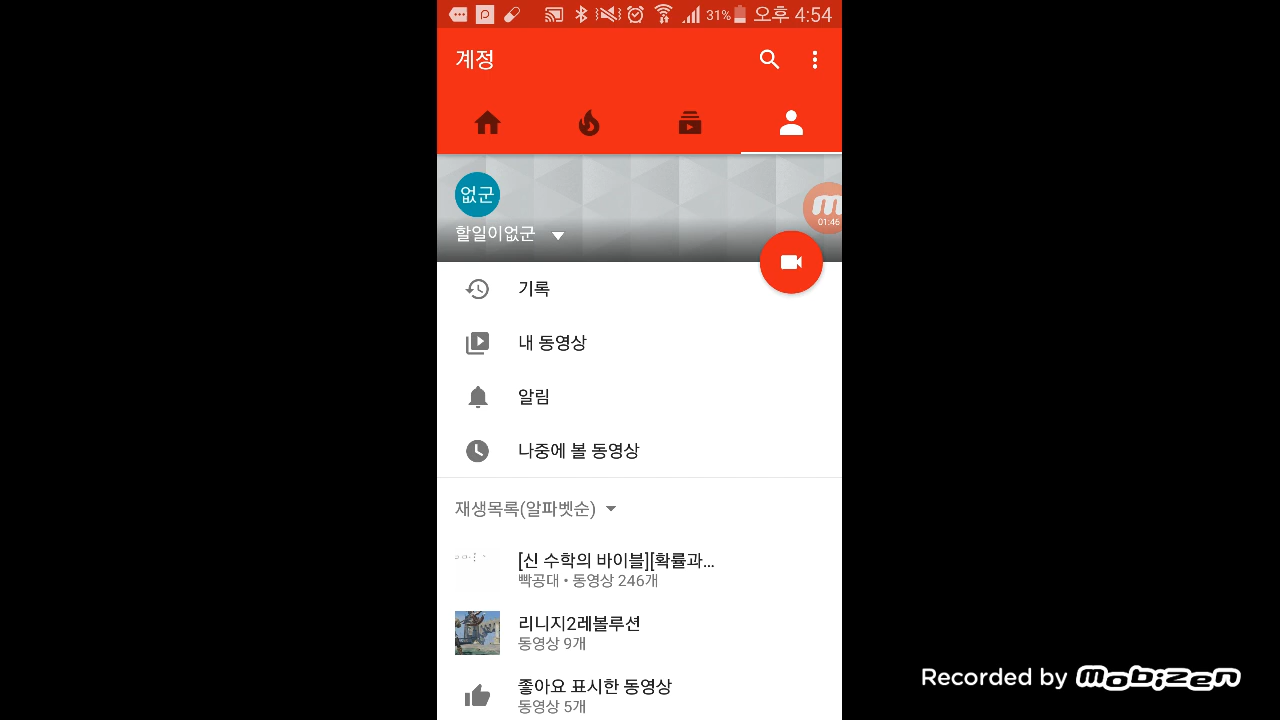 31% 오후 4:54
계정
없군
01:46
할일이없군
기록
내 동영상
알림
나중에 볼 동영상
재생목록(알파벳순)
[신 수학의 바이블][확률과...
빡공대 • 동영상 246개
리니지2레볼루션
동영상 9개
좋아요 표시한 동영상
동영상 5개
Recorded by mobizen